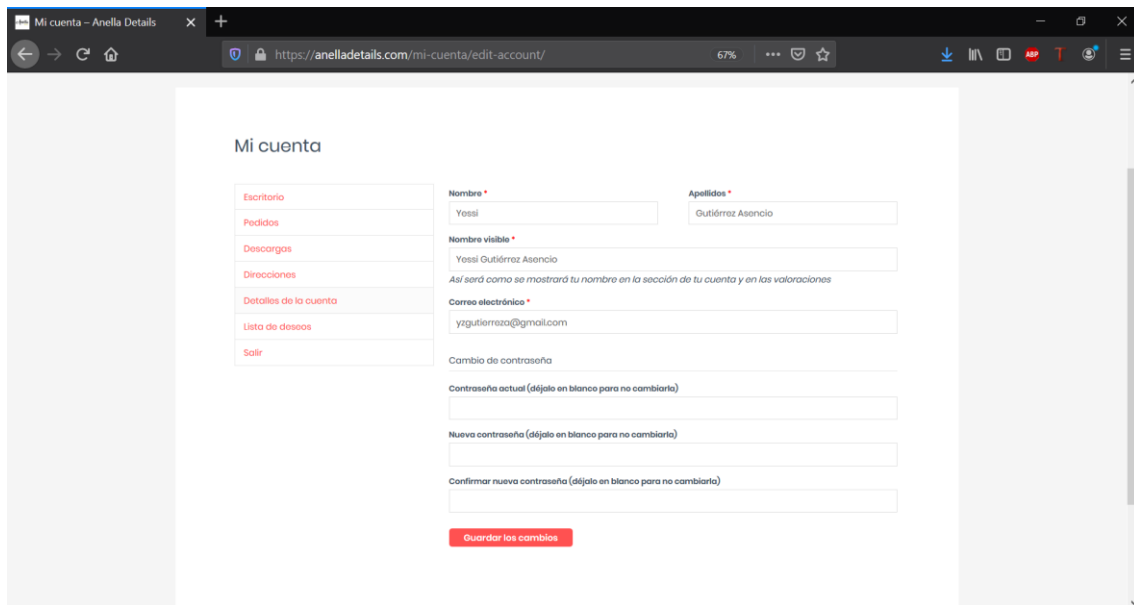 Mi cuenta – Anella Details
https://anelladetails.com/mi-cuenta/edit-account/
67%
ABP
Mi cuenta
Escritorio
Pedidos
Descargas
Direcciones
Detalles de la cuenta
Lista de deseos
Salir
Nombre * Apellidos *
Yessi Gutiérrez Asencio
Nombre visible *
Yessi Gutiérrez Asencio
Así será como se mostrará tu nombre en la sección de tu cuenta y en las valoraciones
Correo electrónico *
yzgutierreza@gmail.com
Cambio de contraseña
Contraseña actual (déjalo en blanco para no cambiarla)
Nueva contraseña (déjalo en blanco para no cambiarla)
Confirmar nueva contraseña (déjalo en blanco para no cambiarla)
Guardar los cambios